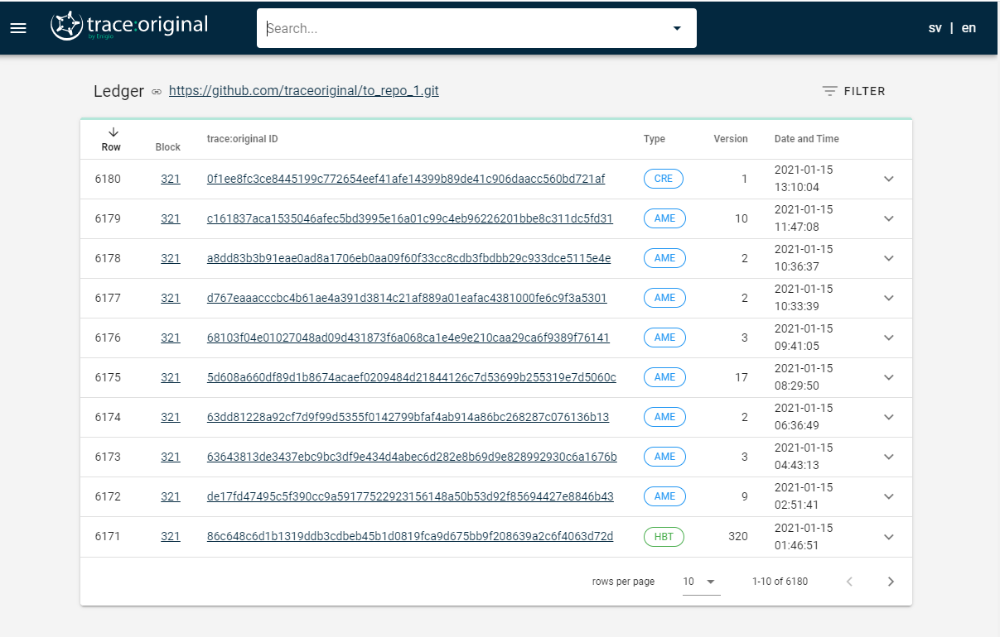 trace:original
by Enigio
Search...
sv | en
Ledger https://github.com/traceoriginal/to_repo_1.git
FILTER
Row Block trace:original ID Type Version Date and Time
6180 321 0f1ee8fc3ce8445199c772654eef41afe14399b89de41c906daacc560bd721af CRE 1 2021-01-15
13:10:04
6179 321 c161837aca1535046afec5bd3995e16a01c99c4eb96226201bbe8c311dc5fd31 AME 10 2021-01-15
11:47:08
6178 321 a8dd83b3b91eae0ad8a1706eb0aa09f60f33cc8cdb3fbdbb29c933dce5115e4e AME 2 2021-01-15
10:36:37
6177 321 d767eaaacccbc4b61ae4a391d3814c21af889a01eafac4381000fe6c9f3a5301 AME 2 2021-01-15
10:33:39
6176 321 68103f04e01027048ad09d431873f6a068ca1e4e9e210caa29ca6f9389f76141 AME 3 2021-01-15
09:41:05
6175 321 5d608a660df89d1b8674acaef0209484d21844126c7d53699b255319e7d5060c AME 17 2021-01-15
08:29:50
6174 321 63dd81228a92cf7d9f99d5355f0142799bfaf4ab914a86bc268287c076136b13 AME 2 2021-01-15
06:36:49
6173 321 63643813de3437ebc9bc3df9e434d4abec6d282e8b69d9e828992930c6a1676b AME 3 2021-01-15
04:43:13
6172 321 de17fd47495c5f390cc9a59177522923156148a50b53d92f85694427e8846b43 AME 9 2021-01-15
02:51:41
6171 321 86c648c6d1b1319ddb3cdbeb45b1d0819fca9d675bb9f208639a2c6f4063d72d HBT 320 2021-01-15
01:46:51
rows per page 10 1-10 of 6180